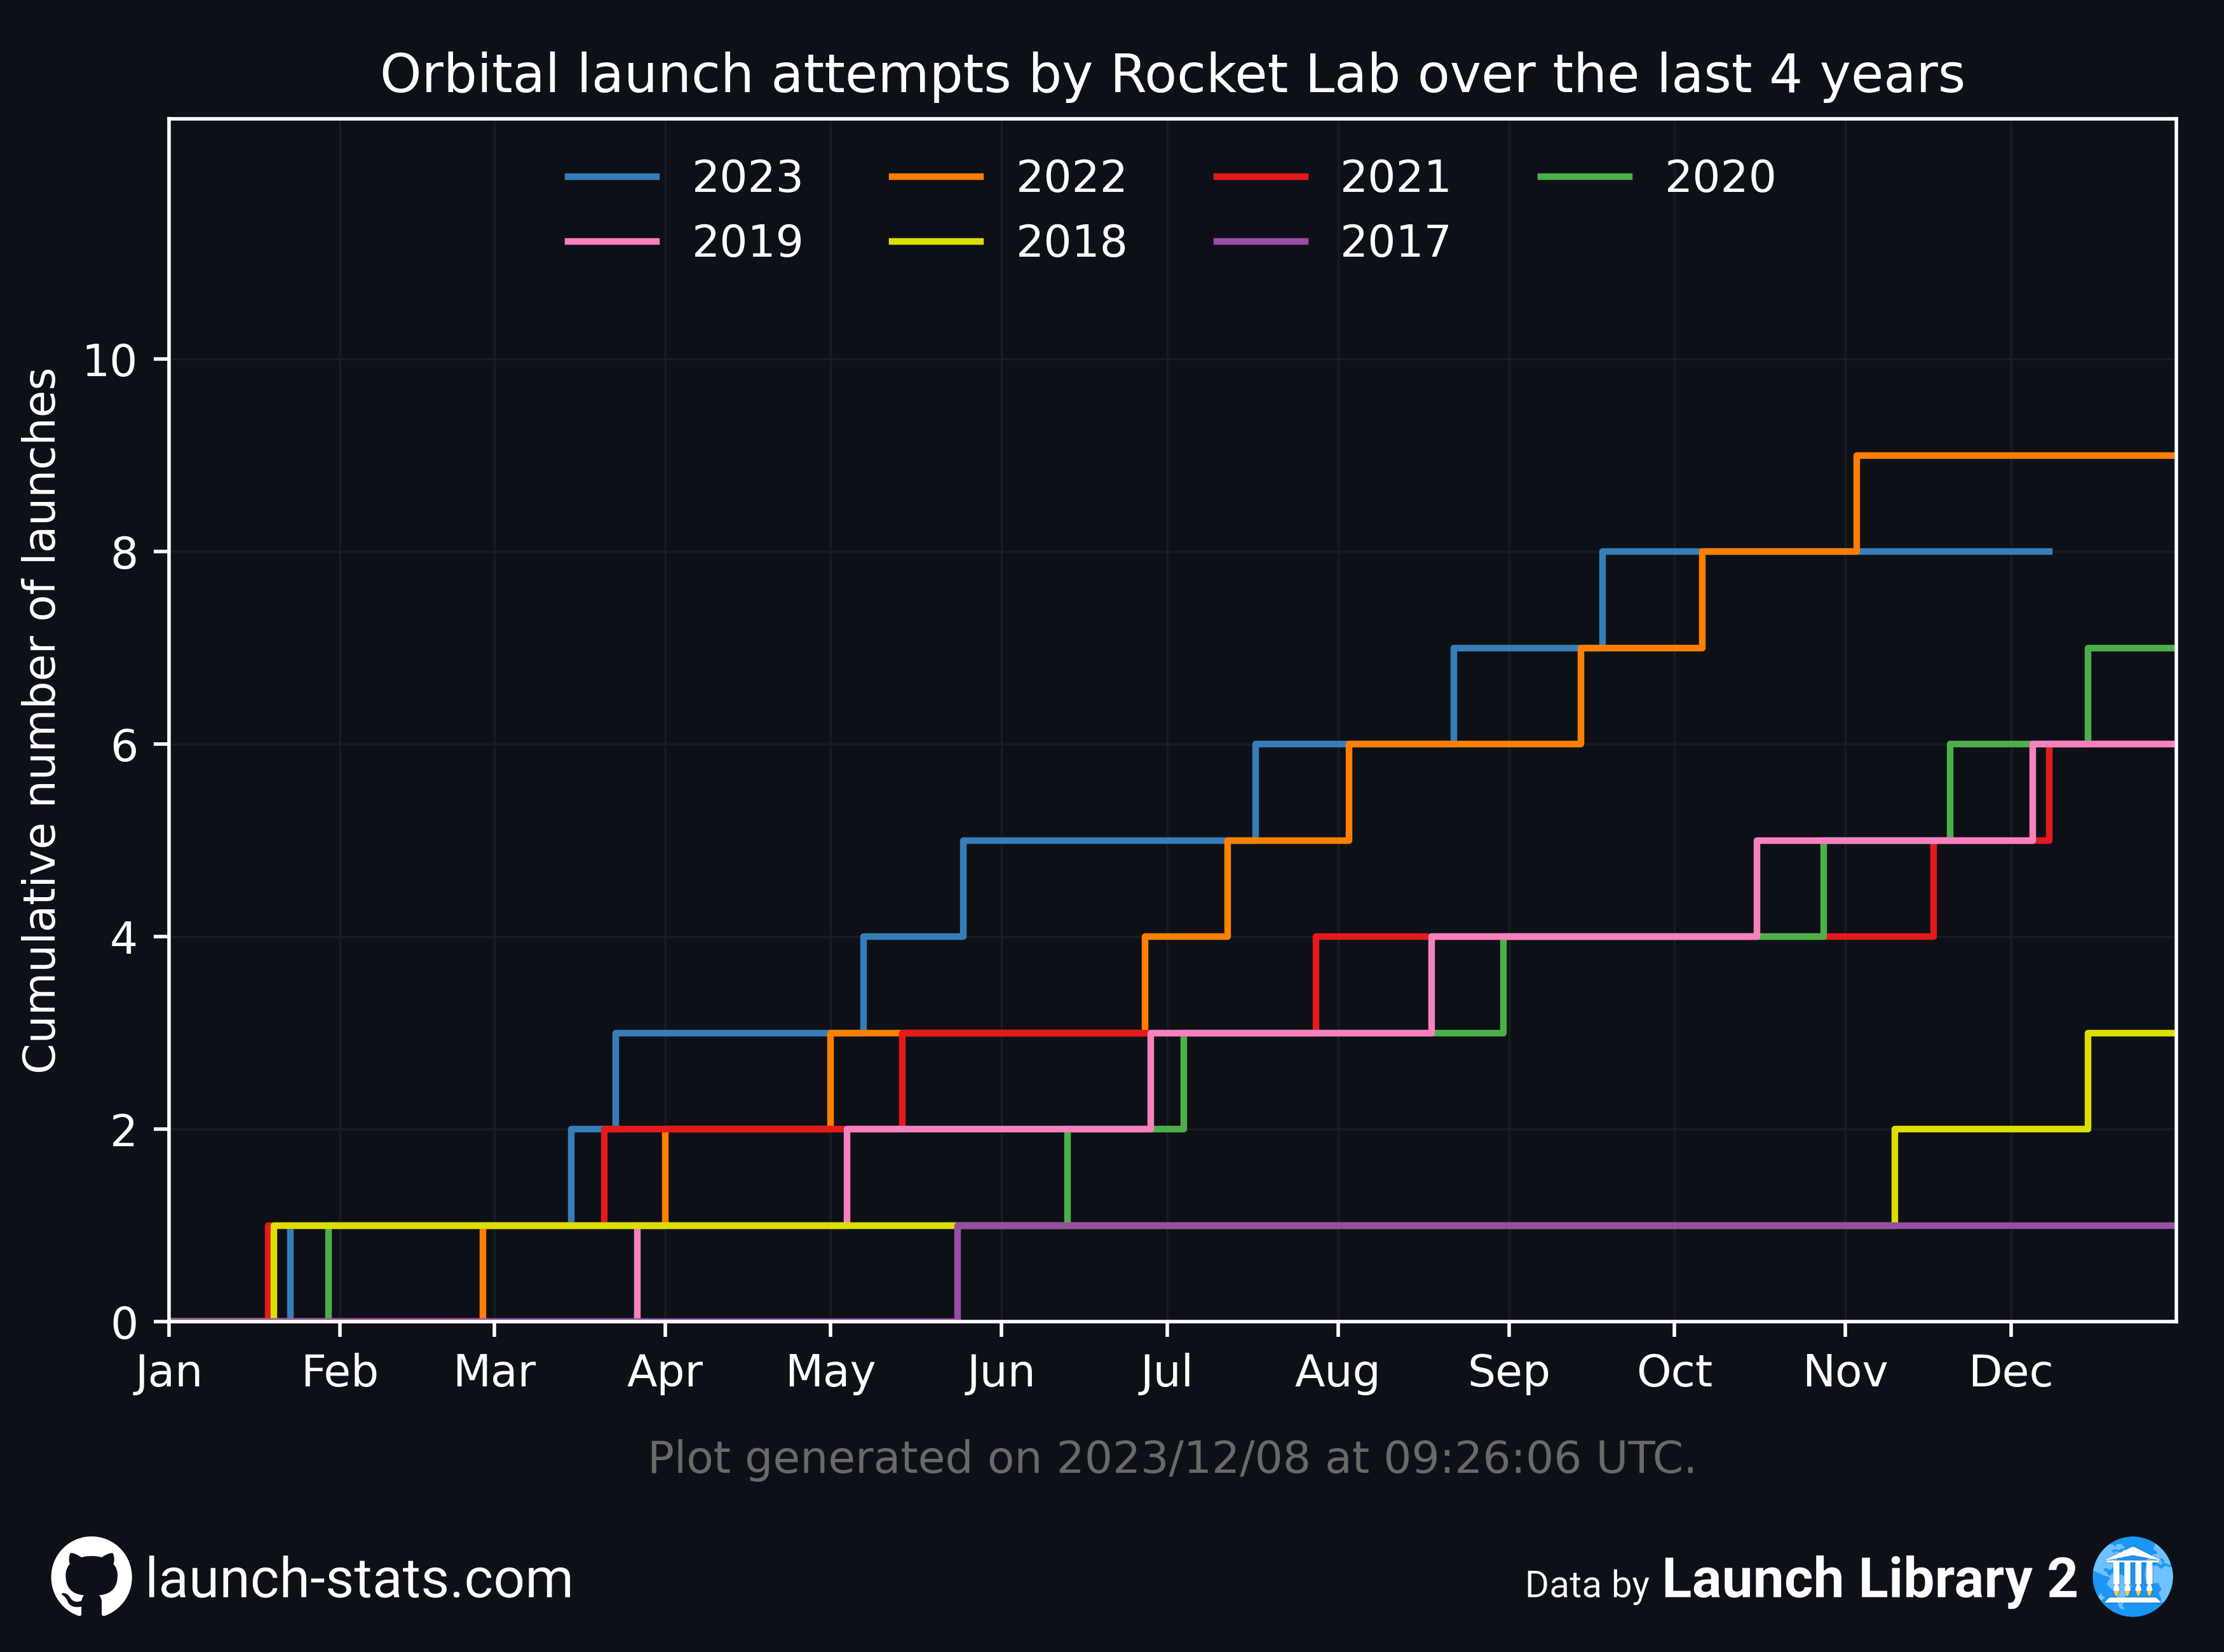 Orbital launch attempts by Rocket Lab over the last 4 years
2023 2022 2021 2020
2019 2018 2017
Cumulative number of launches
10
8
6
4
2
0
Jan Feb Mar Apr May Jun Jul Aug Sep Oct Nov Dec
Plot generated on 2023/12/08 at 09:26:06 UTC.
launch-stats.com
Data by Launch Library 2